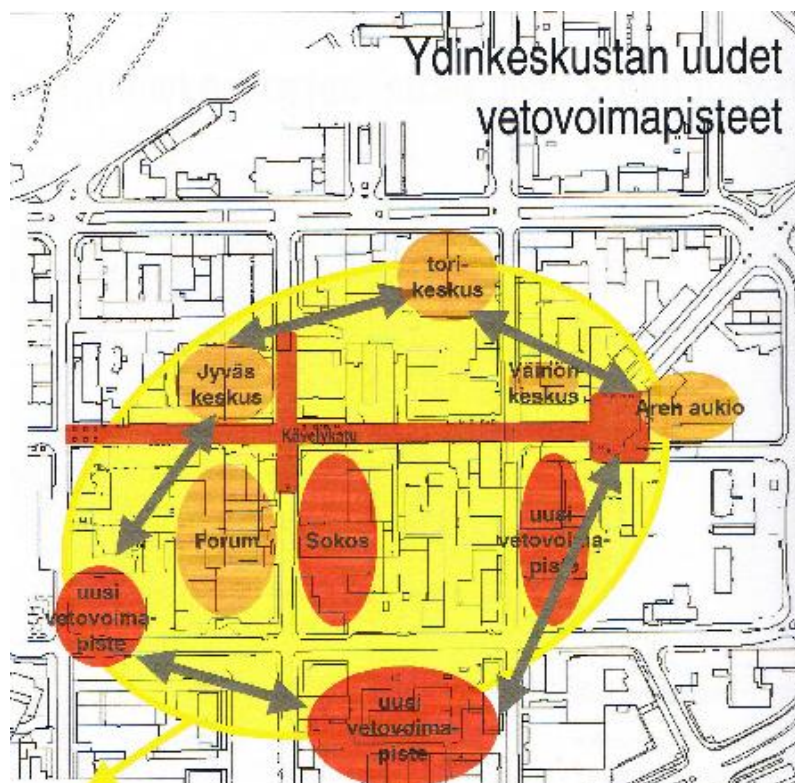 Ydinkeskustan uudet
vetovoimapisteet
tori-
keskus
Jyväs
keskus
Väinön-
keskus
Aren aukio
Kävelykatu
Forum
Sokos
uusi
vetovoima-
piste
uusi
vetovoima-
piste
uusi
vetovoima-
piste